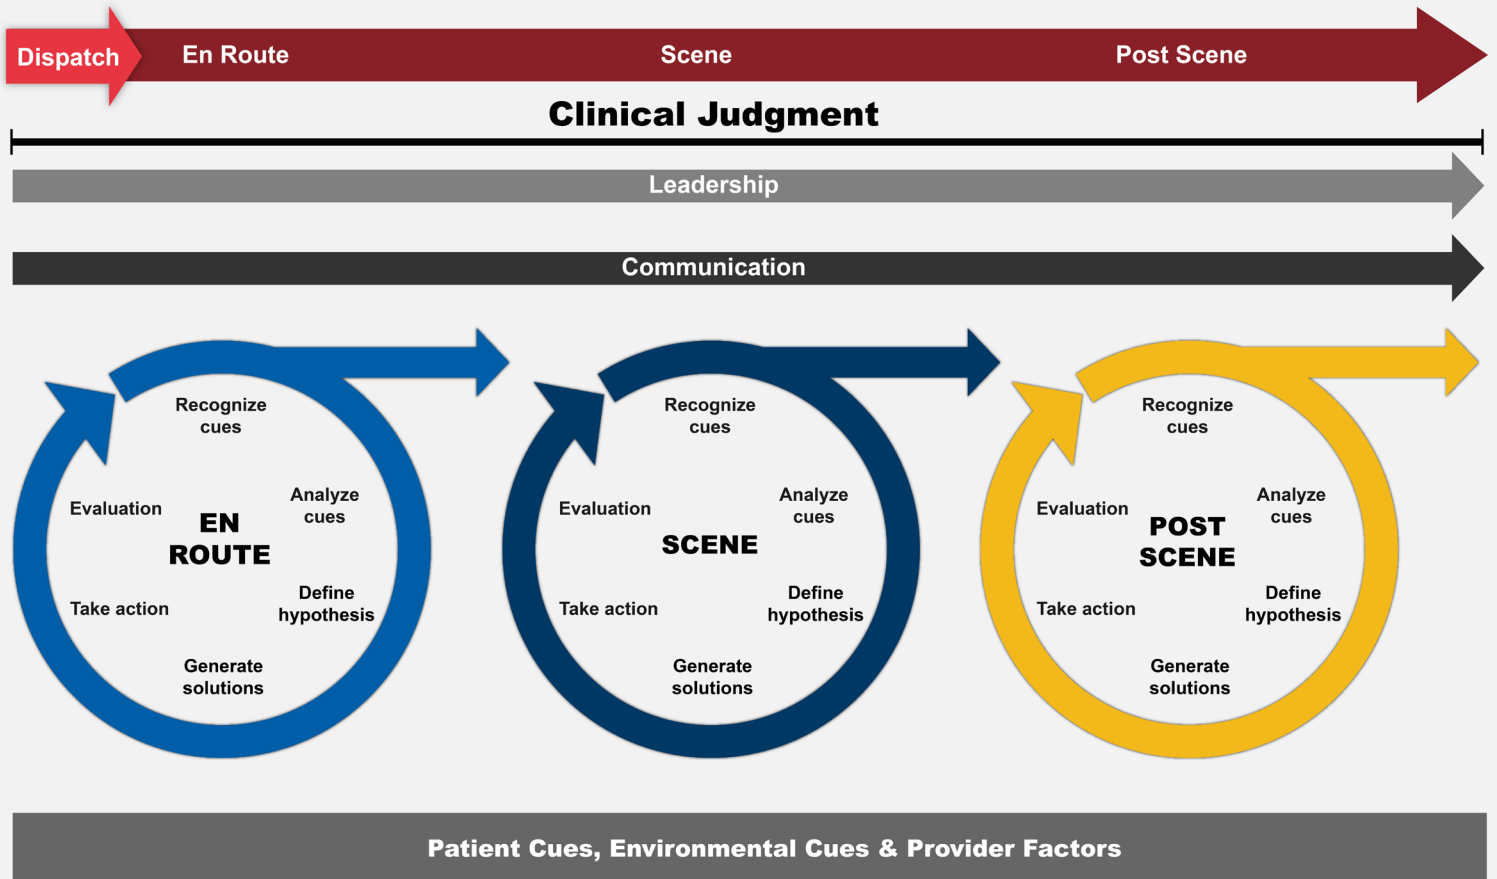 Dispatch
En Route
Scene
Post Scene
Clinical Judgment
Leadership
Communication
Recognize
cues
Analyze
cues
Define
hypothesis
Generate
solutions
Take action
Evaluation
EN
ROUTE
Recognize
cues
Analyze
cues
Define
hypothesis
Generate
solutions
Take action
Evaluation
SCENE
Recognize
cues
Analyze
cues
Define
hypothesis
Generate
solutions
Take action
Evaluation
POST
SCENE
Patient Cues, Environmental Cues & Provider Factors